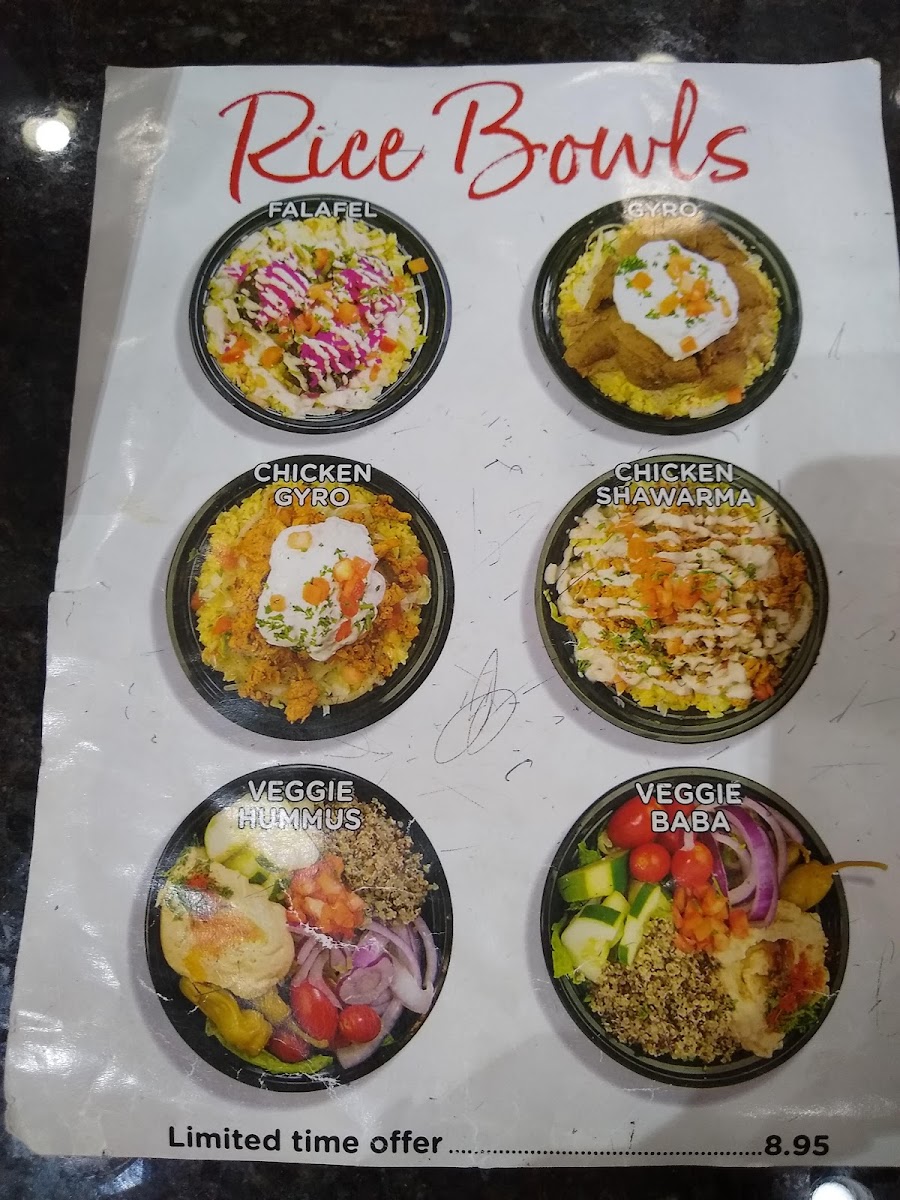 Rice Bowls
FALAFEL
GYRO
CHICKEN
GYRO
CHICKEN
SHAWARMA
VEGGIE
HUMMUS
VEGGIE
BABA
Limited time offer ................................................ 8.95